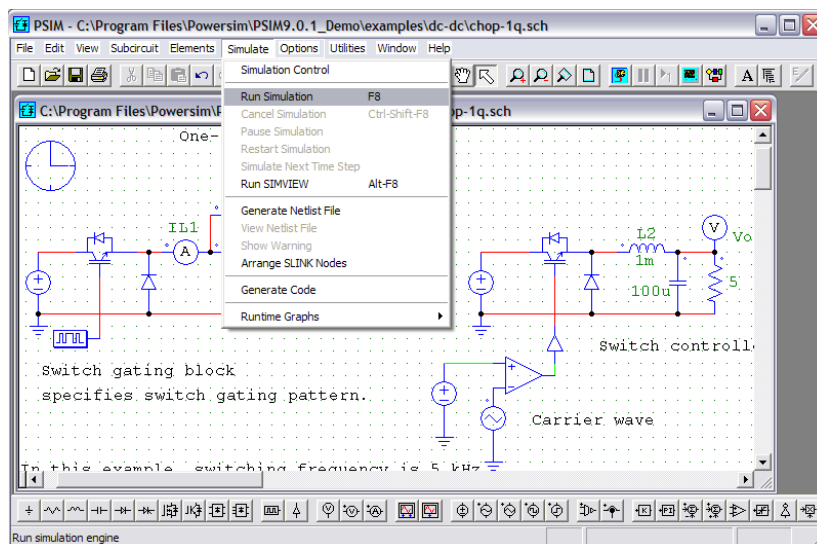 PSIM - C:\Program Files\Powersim\PSIM9.0.1_Demo\examples\dc-dc\chop-1q.sch
File Edit View Subcircuit Elements Simulate Options Utilities Window Help
Simulation Control
Run Simulation F8
Cancel Simulation Ctrl-Shift-F8
Pause Simulation
Restart Simulation
Simulate Next Time Step
Run SIMVIEW Alt-F8
Generate Netlist File
View Netlist File
Show Warning
Arrange SLINK Nodes
Generate Code
Runtime Graphs
C:\Program Files\Powersim\ op-1q.sch
One-
IL1
A
L2
1m
100u
V
Vo
5
Switch controlle
Switch gating block
specifies switch gating pattern.
Carrier wave
In this example, switching frequency is 5 kHz
Run simulation engine